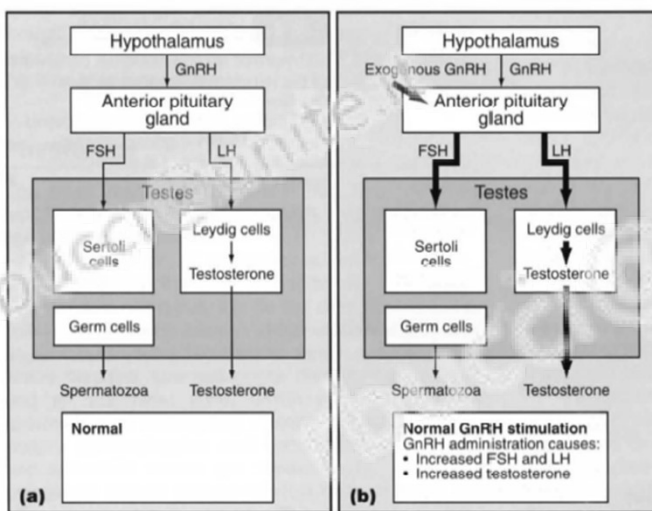 Hypothalamus
GnRH
Anterior pituitary
gland
FSH
LH
Testes
Sertoli
cells
Leydig cells
Testosterone
Germ cells
Spermatozoa
Testosterone
Normal
(a)
Hypothalamus
Exogenous GnRH
GnRH
Anterior pituitary
gland
FSH
LH
Testes
Sertoli
cells
Leydig cells
Testosterone
Germ cells
Spermatozoa
Testosterone
Normal GnRH stimulation
GnRH administration causes:
• Increased FSH and LH
• Increased testosterone
(b)